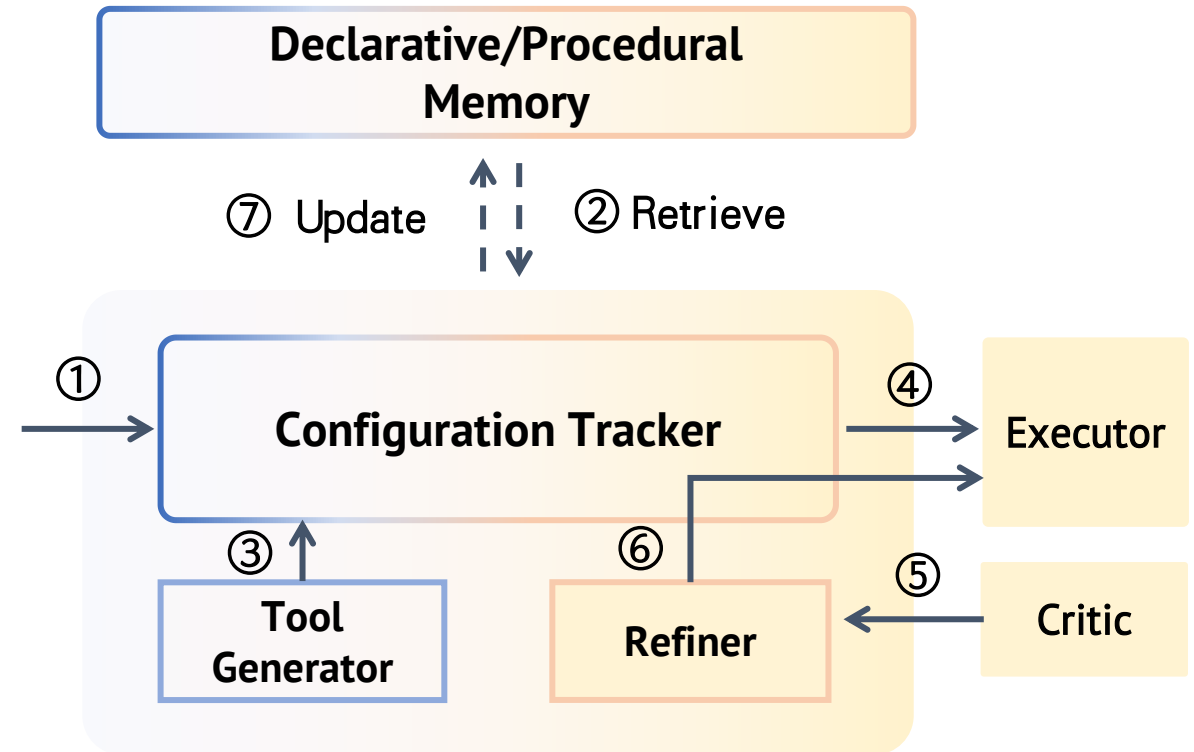 Declarative/Procedural
Memory
⑦ Update
② Retrieve
①
Configuration Tracker
④
Executor
③
⑥
⑤
Tool
Generator
Refiner
Critic